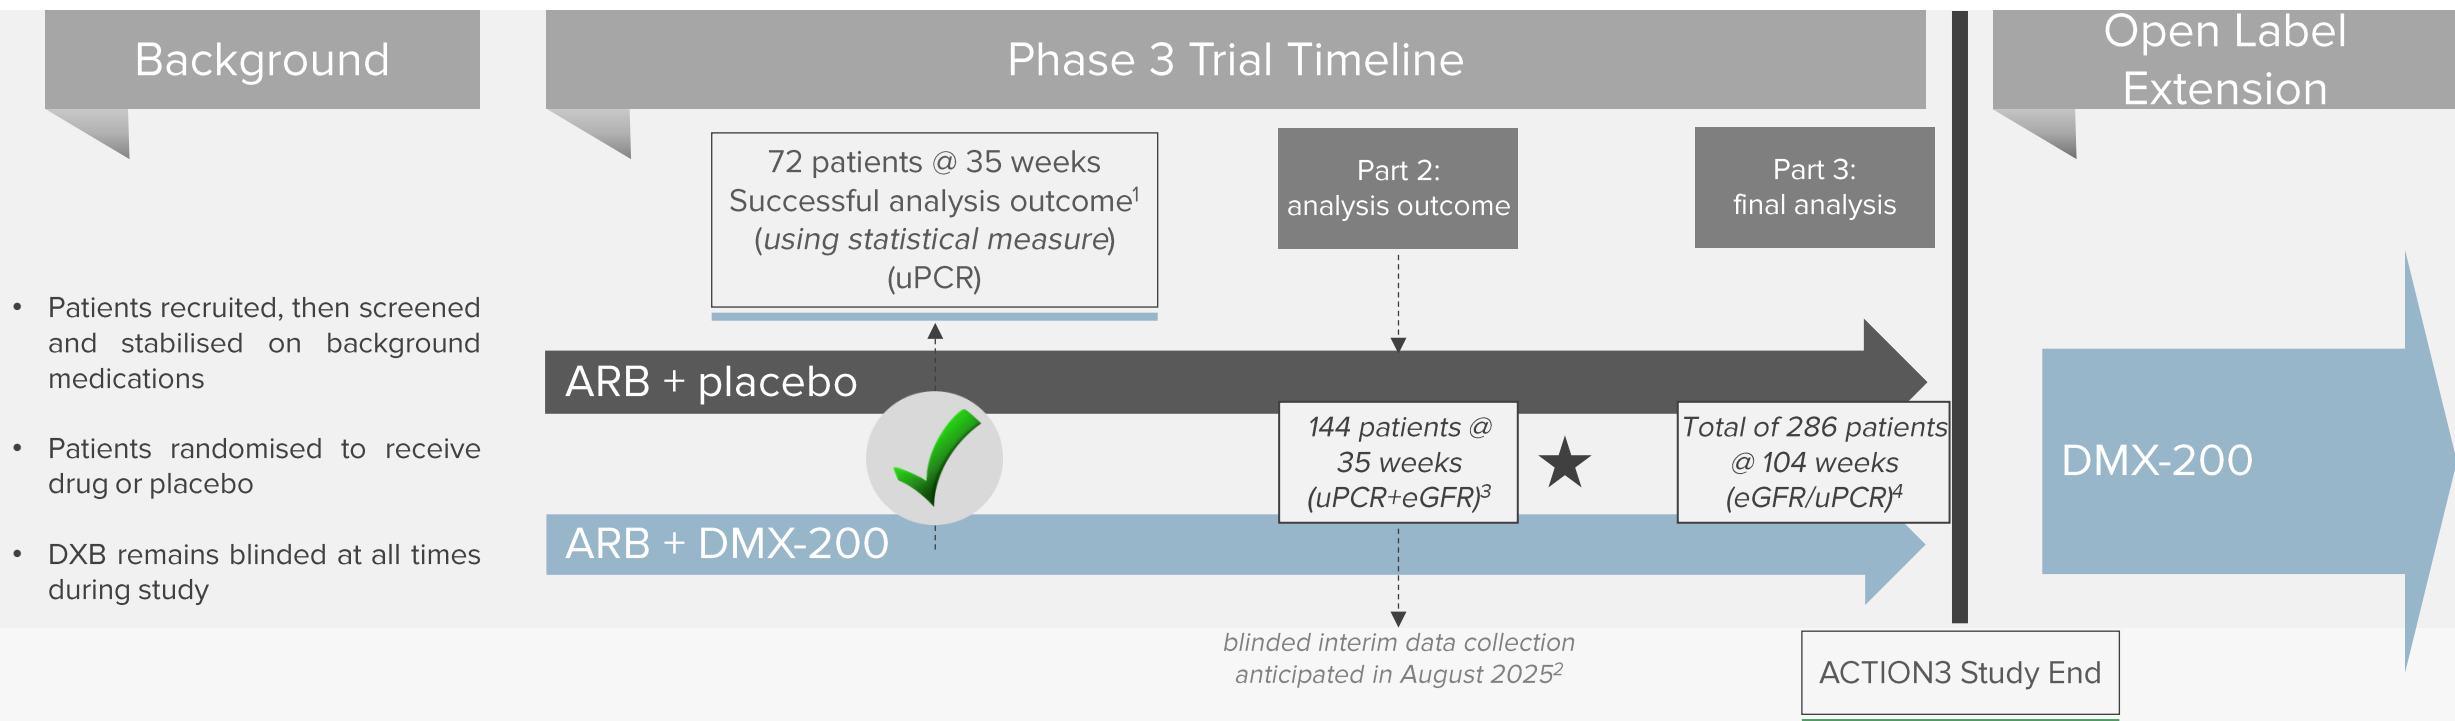 Background
Phase 3 Trial Timeline
Open Label
Extension
• Patients recruited, then screened
and stabilised on background
medications
• Patients randomised to receive
drug or placebo
• DXB remains blinded at all times
during study
72 patients @ 35 weeks
Successful analysis outcome¹
(using statistical measure)
(uPCR)
Part 2:
analysis outcome
Part 3:
final analysis
ARB + placebo
144 patients @
35 weeks
(uPCR+eGFR)³
Total of 286 patients
@ 104 weeks
(eGFR/uPCR)⁴
ARB + DMX-200
DMX-200
blinded interim data collection
anticipated in August 2025²
ACTION3 Study End